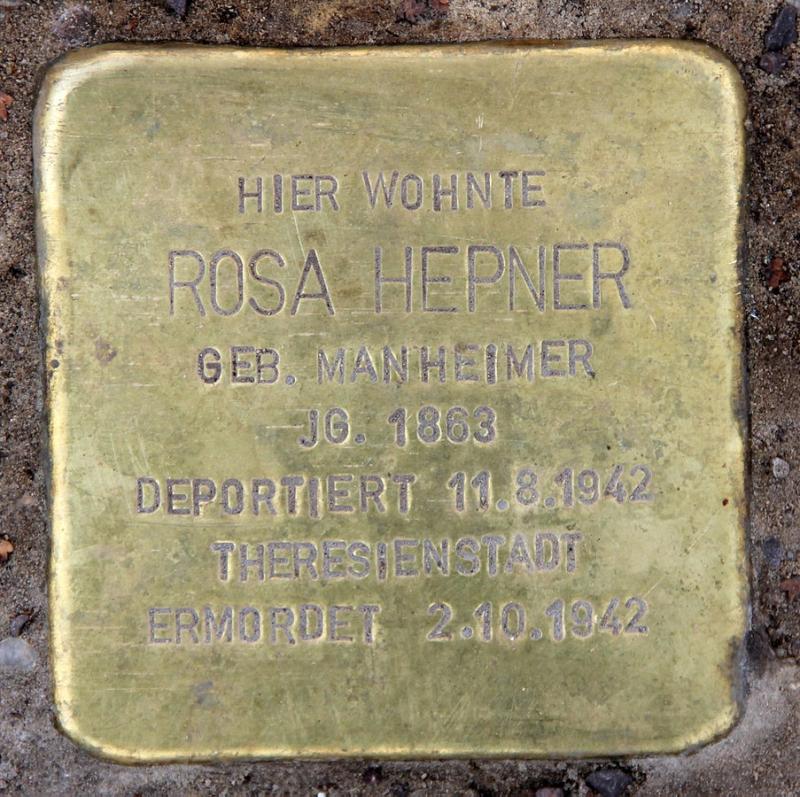 HIER WOHNTE
ROSA HEPNER
GEB. MANHEIMER
JG. 1863
DEPORTIERT 11.8.1942
THERESIENSTADT
ERMORDET 2.10.1942